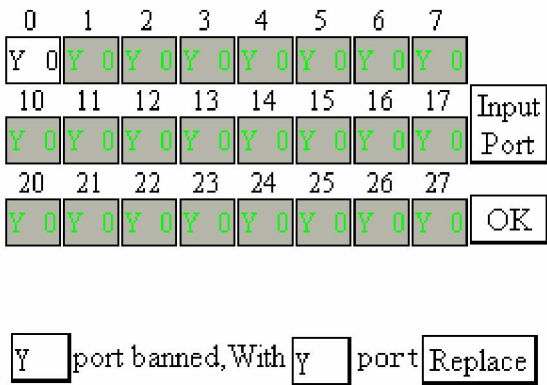 0 1 2 3 4 5 6 7
Y 0 Y 0 Y 0 Y 0 Y 0 Y 0 Y 0 Y 0
10 11 12 13 14 15 16 17
Input
Y 0 Y 0 Y 0 Y 0 Y 0 Y 0 Y 0 Y 0
Port
20 21 22 23 24 25 26 27
Y 0 Y 0 Y 0 Y 0 Y 0 Y 0 Y 0 Y 0 OK
Y port banned,With Y port Replace